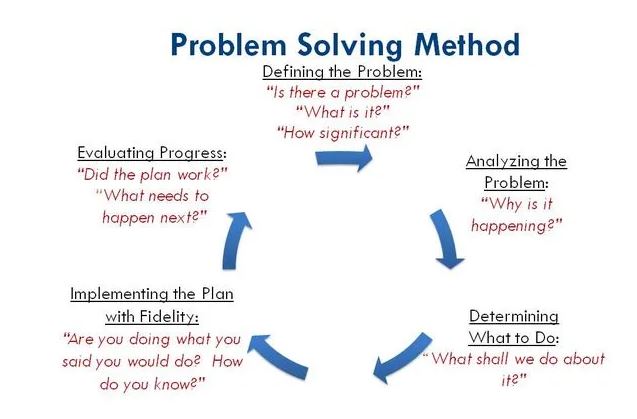 Problem Solving Method
Defining the Problem:
"Is there a problem?"
"What is it?"
"How significant?"
Analyzing the
Problem:
"Why is it
happening?"
Determining
What to Do:
"What shall we do about
it?"
Implementing the Plan
with Fidelity:
"Are you doing what you
said you would do? How
do you know?"
Evaluating Progress:
"Did the plan work?"
"What needs to
happen next?"